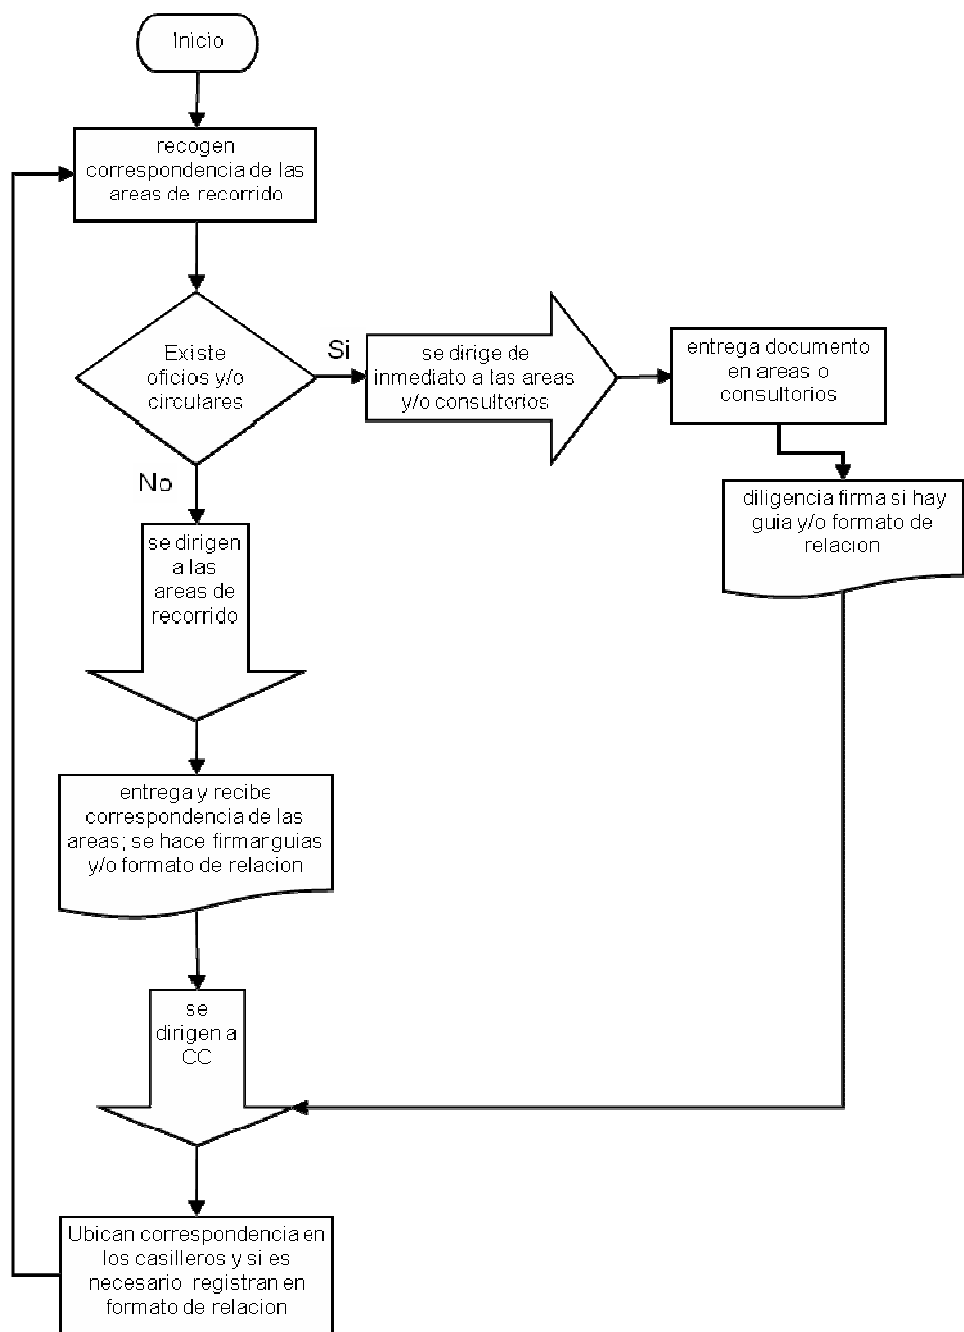 Inicio
recogen
correspondencia de las
areas de recorrido
Existe
oficios y/o
circulares
Si
se dirige de
inmediato a las areas
y/o consultorios
entrega documento
en areas o
consultorios
diligencia firma si hay
guia y/o formato de
relacion
No
se dirigen
a las
areas de
recorrido
entrega y recibe
correspondencia de las
areas; se hace firmar guias
y/o formato de relacion
se
dirigen a
CC
Ubican correspondencia en
los casilleros y si es
necesario registran en
formato de relacion